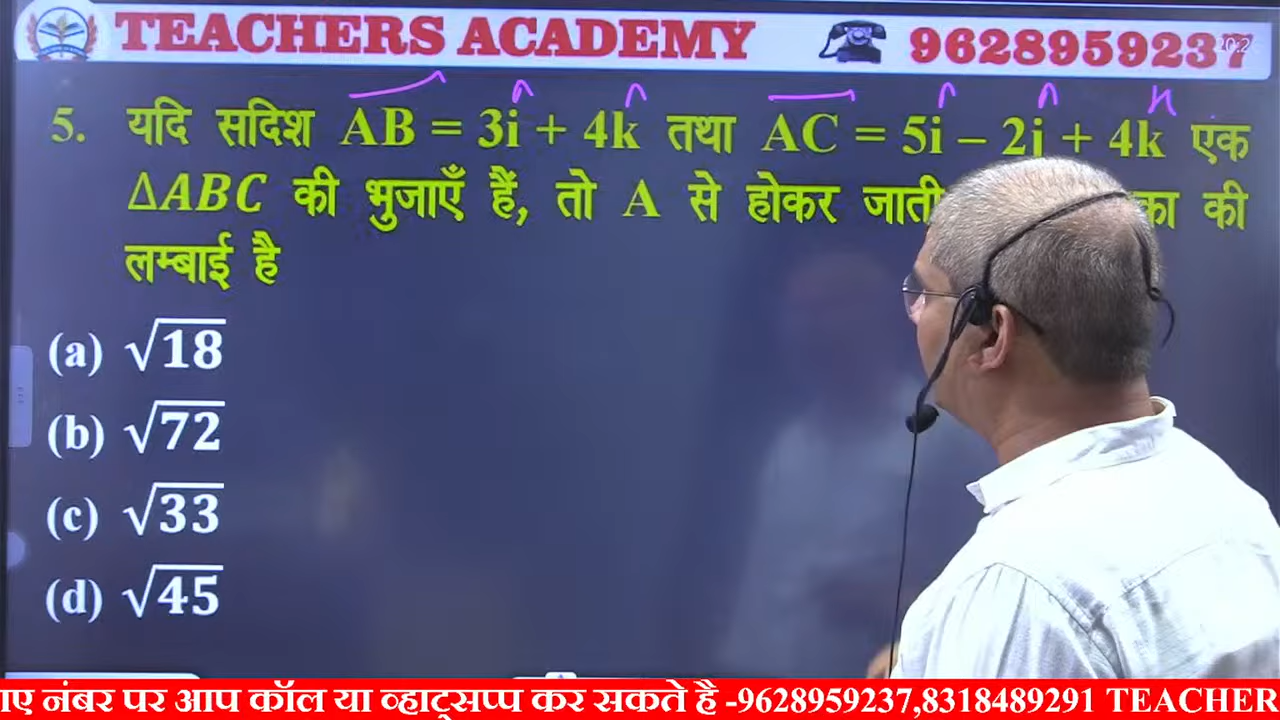 TEACHERS ACADEMY 9628959237
5. यदि सदिश AB = 3i + 4k तथा AC = 5i – 2j + 4k एक
ΔABC की भुजाएँ हैं, तो A से होकर जाती का की
लम्बाई है
(a) √18
(b) √72
(c) √33
(d) √45
ए नंबर पर आप कॉल या व्हाट्सप्प कर सकते है -9628959237,8318489291 TEACHER